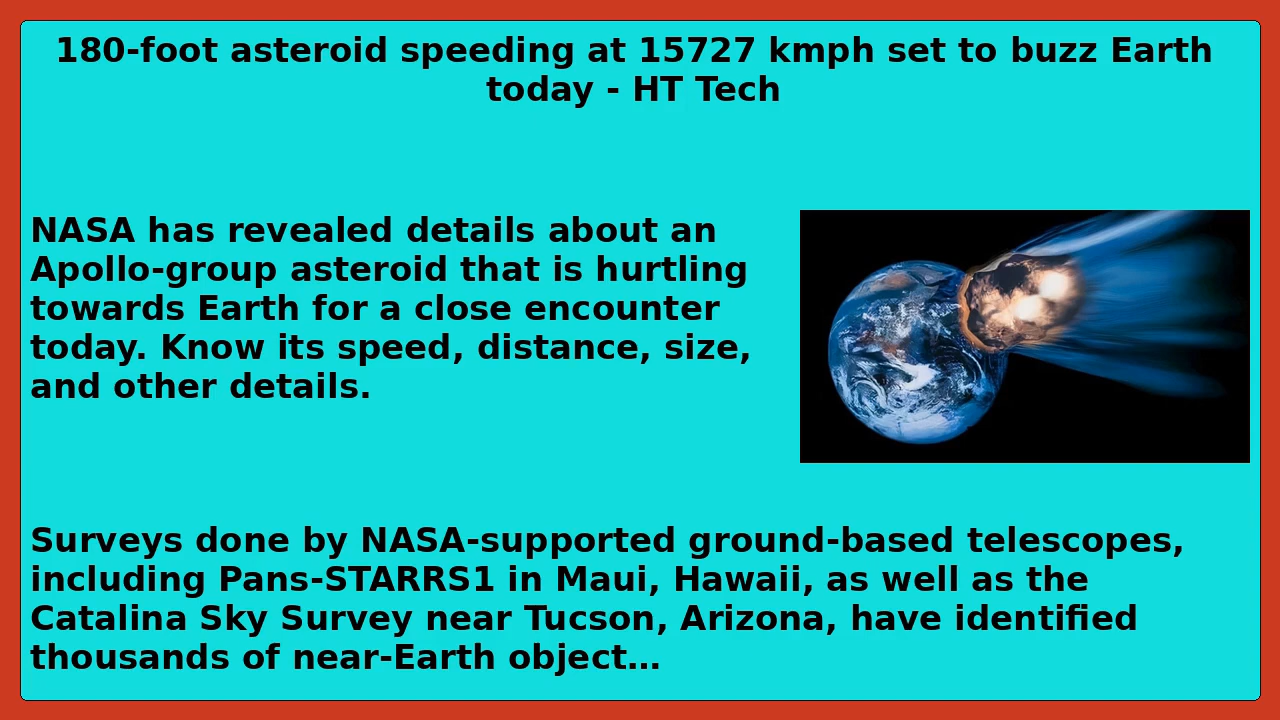 180-foot asteroid speeding at 15727 kmph set to buzz Earth
today - HT Tech
NASA has revealed details about an
Apollo-group asteroid that is hurtling
towards Earth for a close encounter
today. Know its speed, distance, size,
and other details.
Surveys done by NASA-supported ground-based telescopes,
including Pans-STARRS1 in Maui, Hawaii, as well as the
Catalina Sky Survey near Tucson, Arizona, have identified
thousands of near-Earth object…